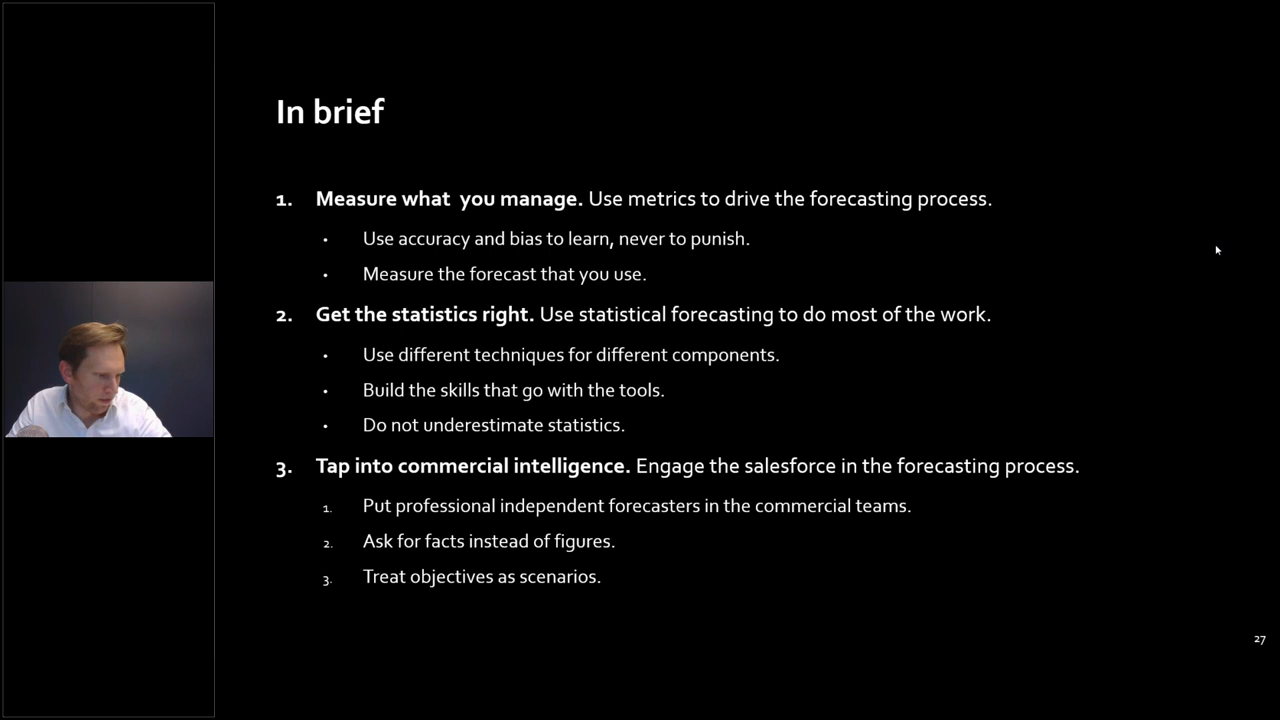 In brief
1. Measure what  you manage. Use metrics to drive the forecasting process.
• Use accuracy and bias to learn, never to punish.
• Measure the forecast that you use.
2. Get the statistics right. Use statistical forecasting to do most of the work.
• Use different techniques for different components.
• Build the skills that go with the tools.
• Do not underestimate statistics.
3. Tap into commercial intelligence. Engage the salesforce in the forecasting process.
1. Put professional independent forecasters in the commercial teams.
2. Ask for facts instead of figures.
3. Treat objectives as scenarios.
27